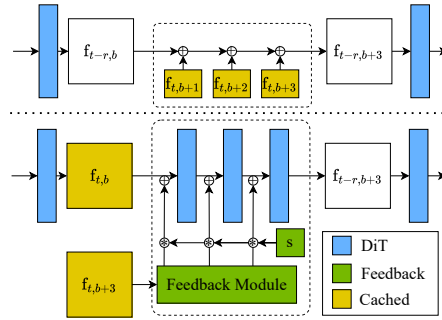 f_{t-r,b}
f_{t,b+1}
f_{t,b+2}
f_{t,b+3}
f_{t-r,b+3}
f_{t,b}
f_{t-r,b+3}
s
f_{t,b+3}
Feedback Module
DiT
Feedback
Cached